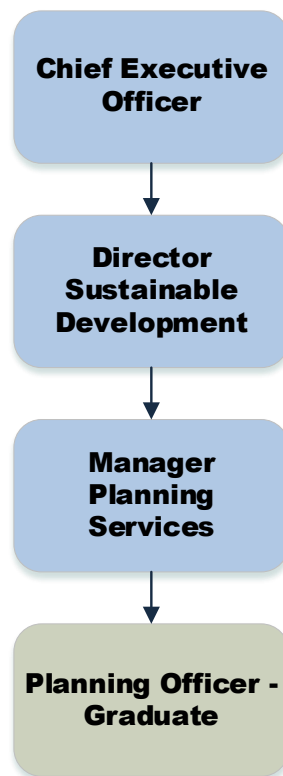 Chief Executive
Officer
Director
Sustainable
Development
Manager
Planning
Services
Planning Officer -
Graduate